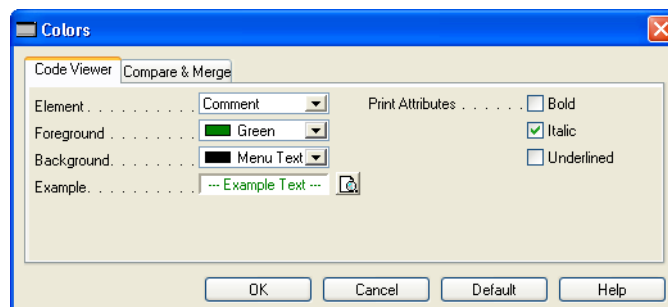 Colors
Code Viewer Compare & Merge
Element . . . . . . . . . . Comment Print Attributes . . . . . . Bold
Foreground . . . . . . . . Green Italic
Background. . . . . . . . Menu Text Underlined
Example. . . . . . . . . . --- Example Text ---
OK Cancel Default Help